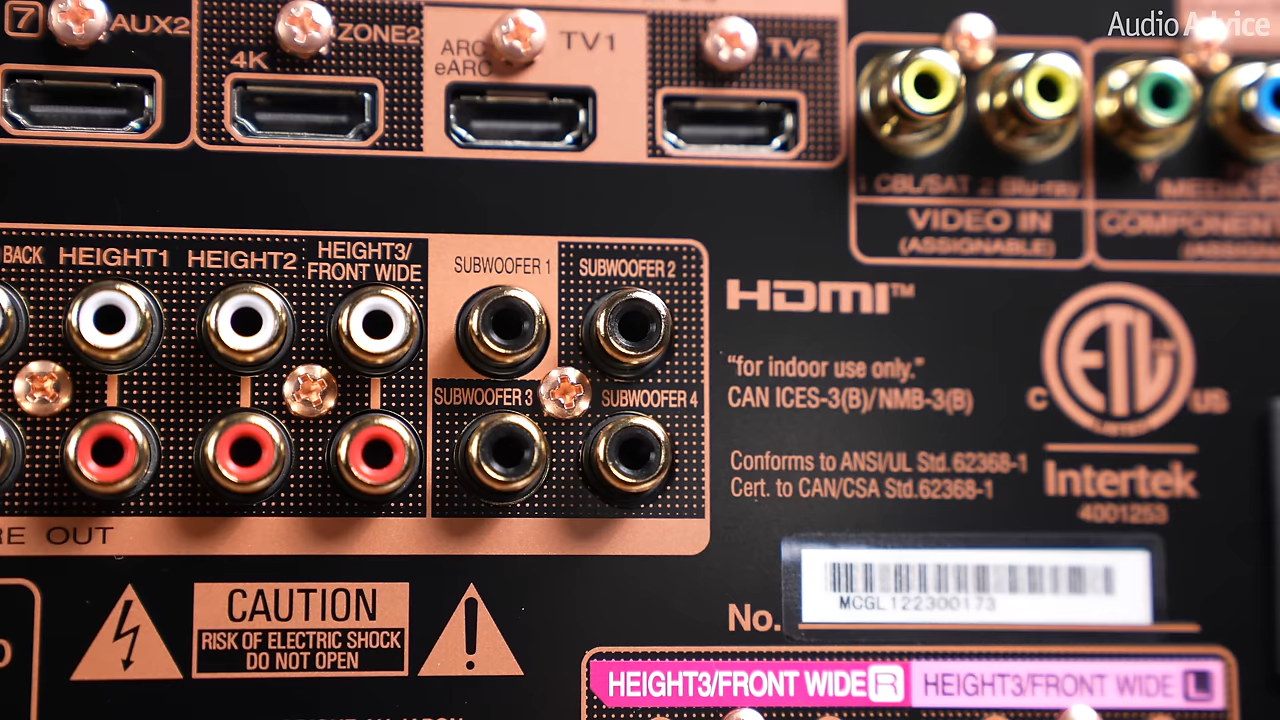 Audio Advice
7 AUX2
ZONE2
4K
ARC
eARC
TV1
TV2
1 CBL/SAT 2 Blu-ray
VIDEO IN
(ASSIGNABLE)
MEDIA
COMPONENT
BACK HEIGHT1 HEIGHT2 HEIGHT3/
FRONT WIDE
SUBWOOFER 1
SUBWOOFER 2
SUBWOOFER 3
SUBWOOFER 4
OUT
HDMI™
“for indoor use only.”
CAN ICES-3(B)/NMB-3(B)
Conforms to ANSI/UL Std. 62368-1
Cert. to CAN/CSA Std.62368-1
ETL
C US
LISTED
Intertek
4001253
CAUTION
RISK OF ELECTRIC SHOCK
DO NOT OPEN
No.
MCGL122300173
HEIGHT3/FRONT WIDE R
HEIGHT3/FRONT WIDE L